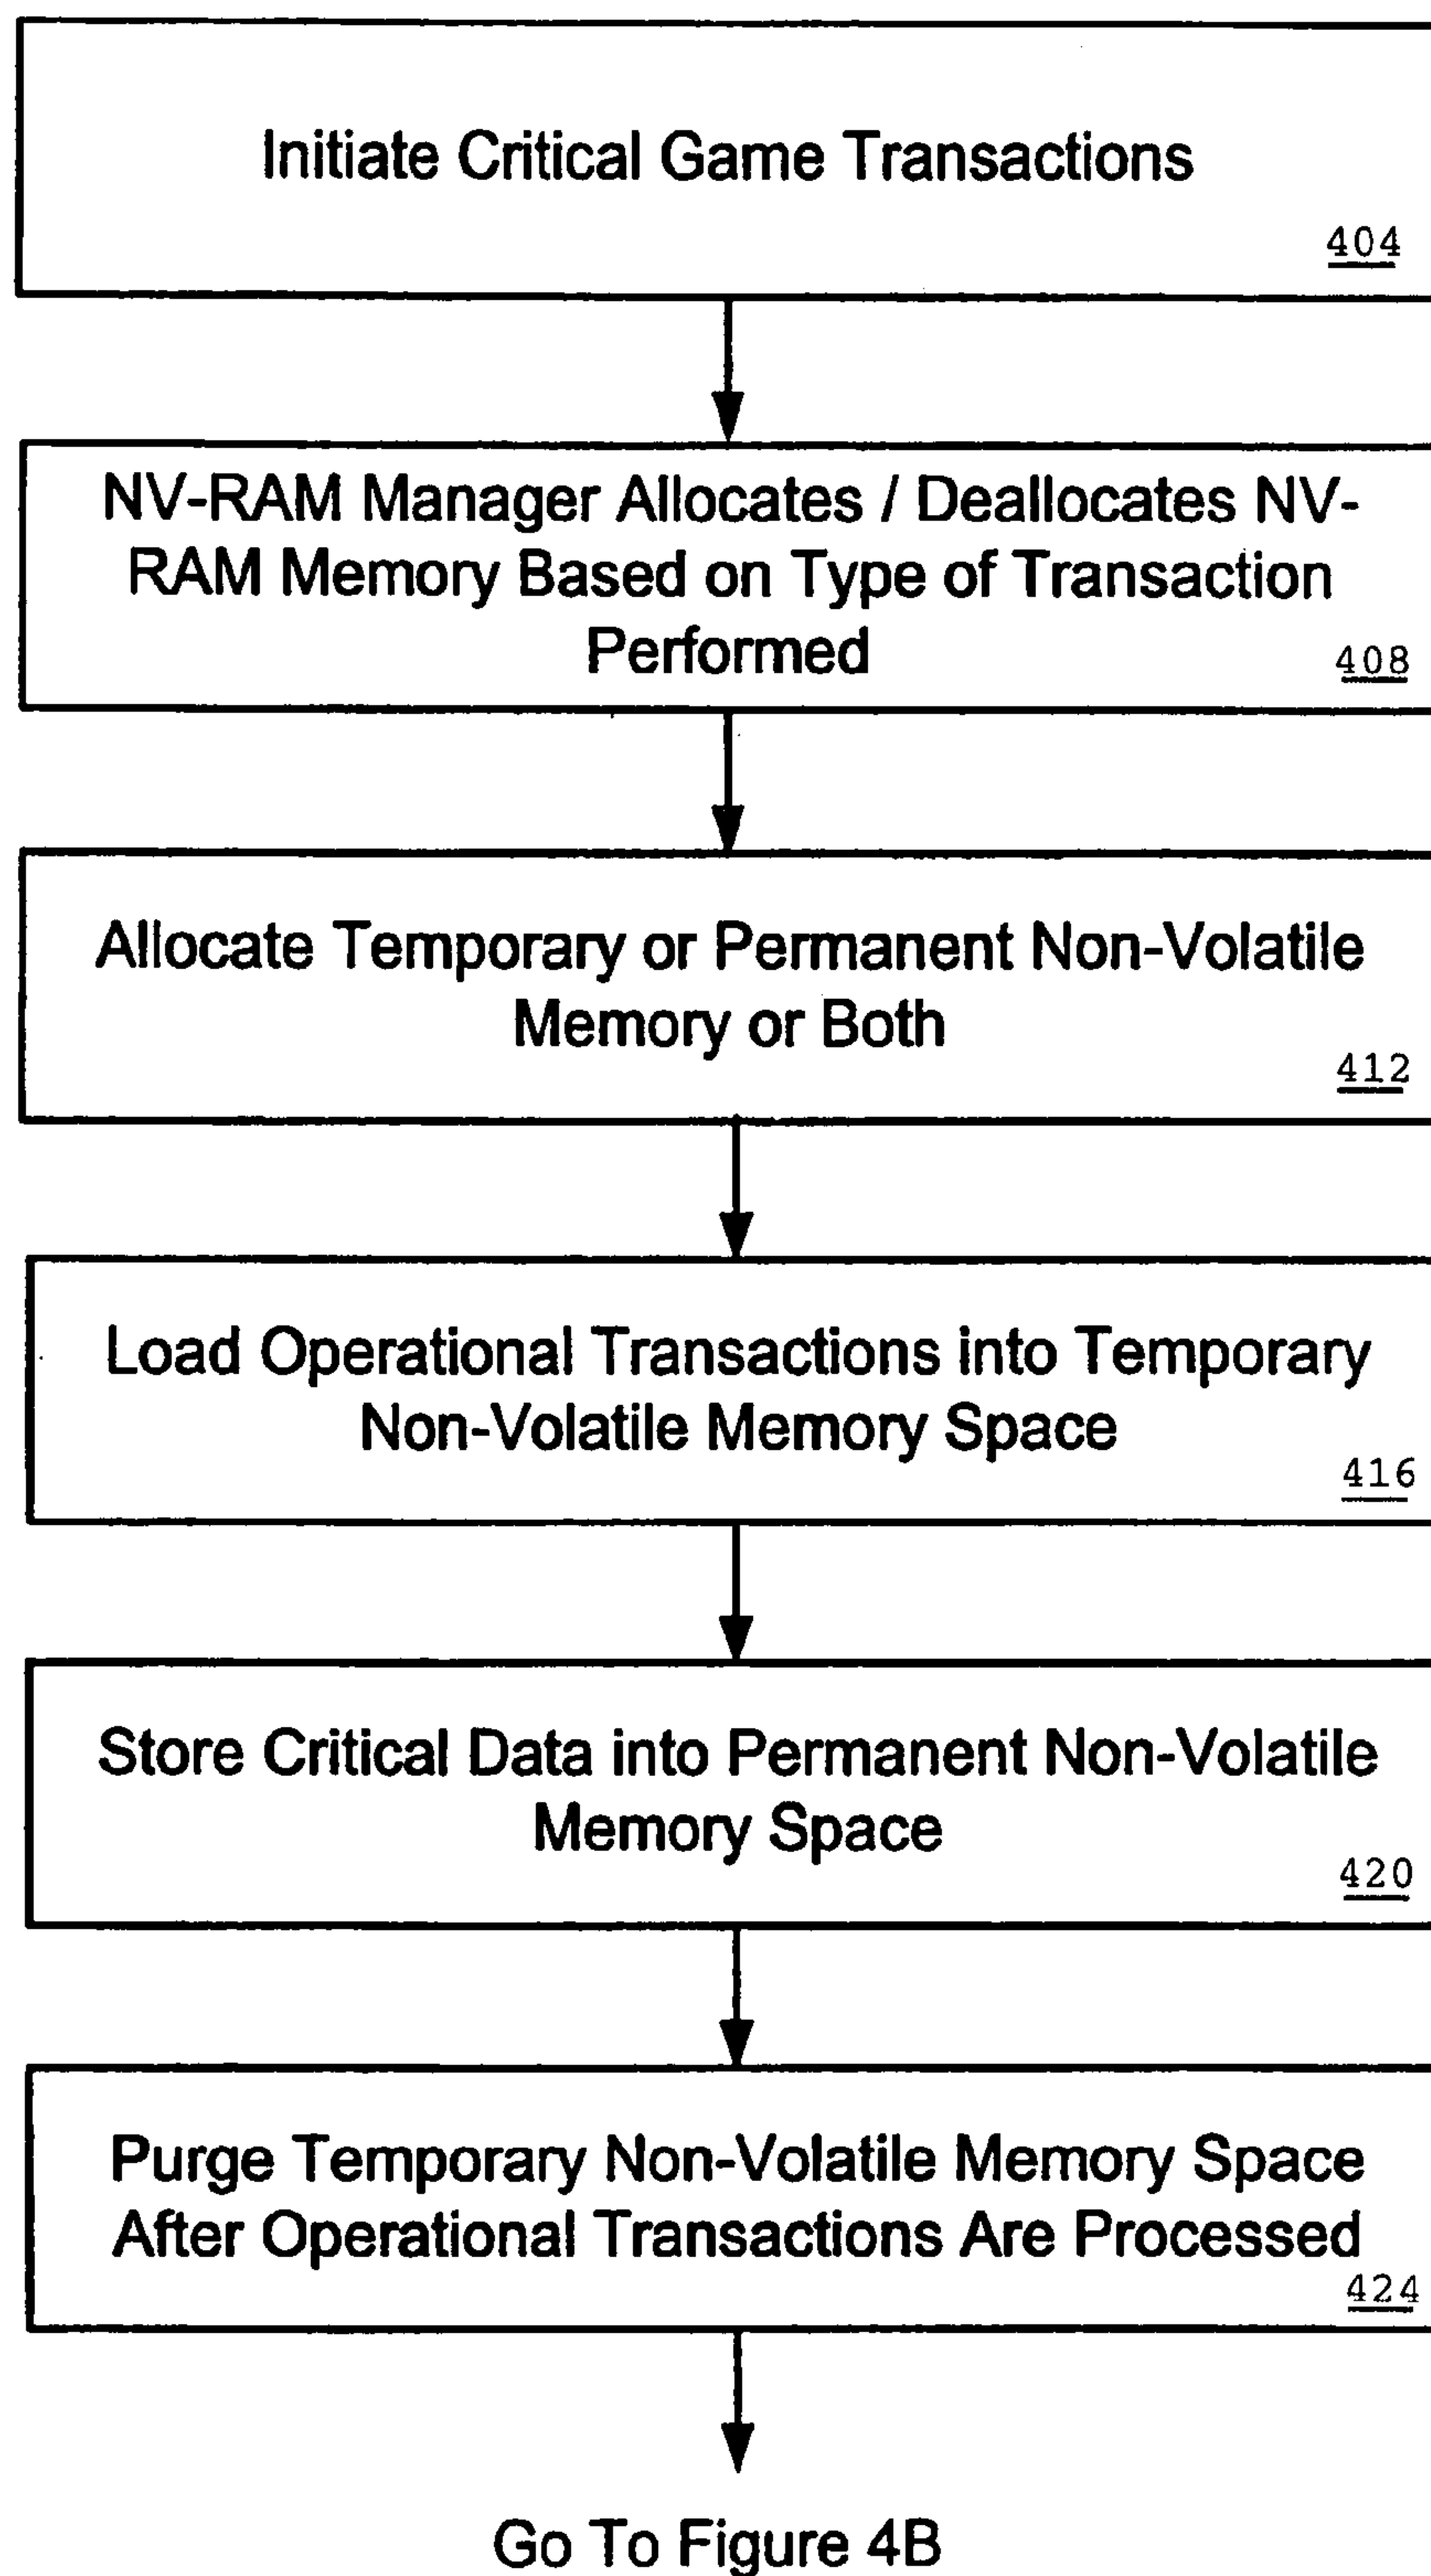 Initiate Critical Game Transactions
404
NV-RAM Manager Allocates / Deallocates NV-
RAM Memory Based on Type of Transaction
Performed
408
Allocate Temporary or Permanent Non-Volatile
Memory or Both
412
Load Operational Transactions into Temporary
Non-Volatile Memory Space
416
Store Critical Data into Permanent Non-Volatile
Memory Space
420
Purge Temporary Non-Volatile Memory Space
After Operational Transactions Are Processed
424
Go To Figure 4B